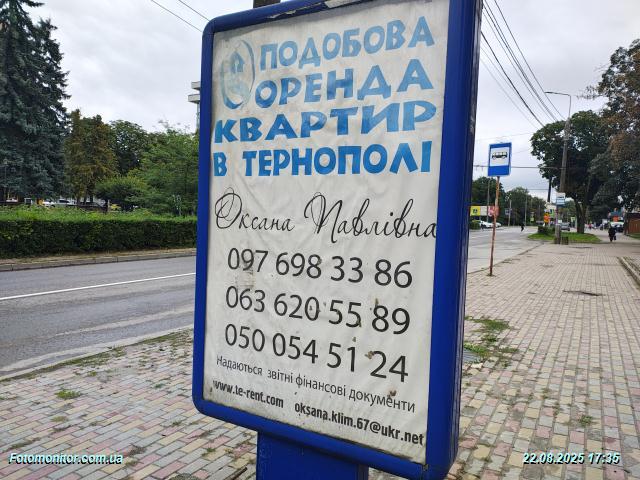 ПОДОБОВА
ОРЕНДА
КВАРТИР
В ТЕРНОПОЛІ
Оксана Павлівна
097 698 33 86
063 620 55 89
050 054 51 24
Надаються звітні фінансові документи
www.te-rent.com oksana.klim.67@ukr.net
Fotomonitor.com.ua
22.08.2025 17:35